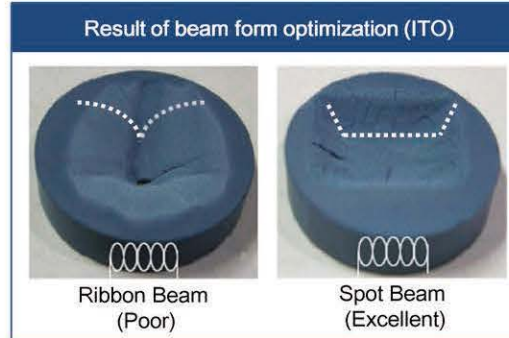 Result of beam form optimization (ITO)
Ribbon Beam
(Poor)
Spot Beam
(Excellent)